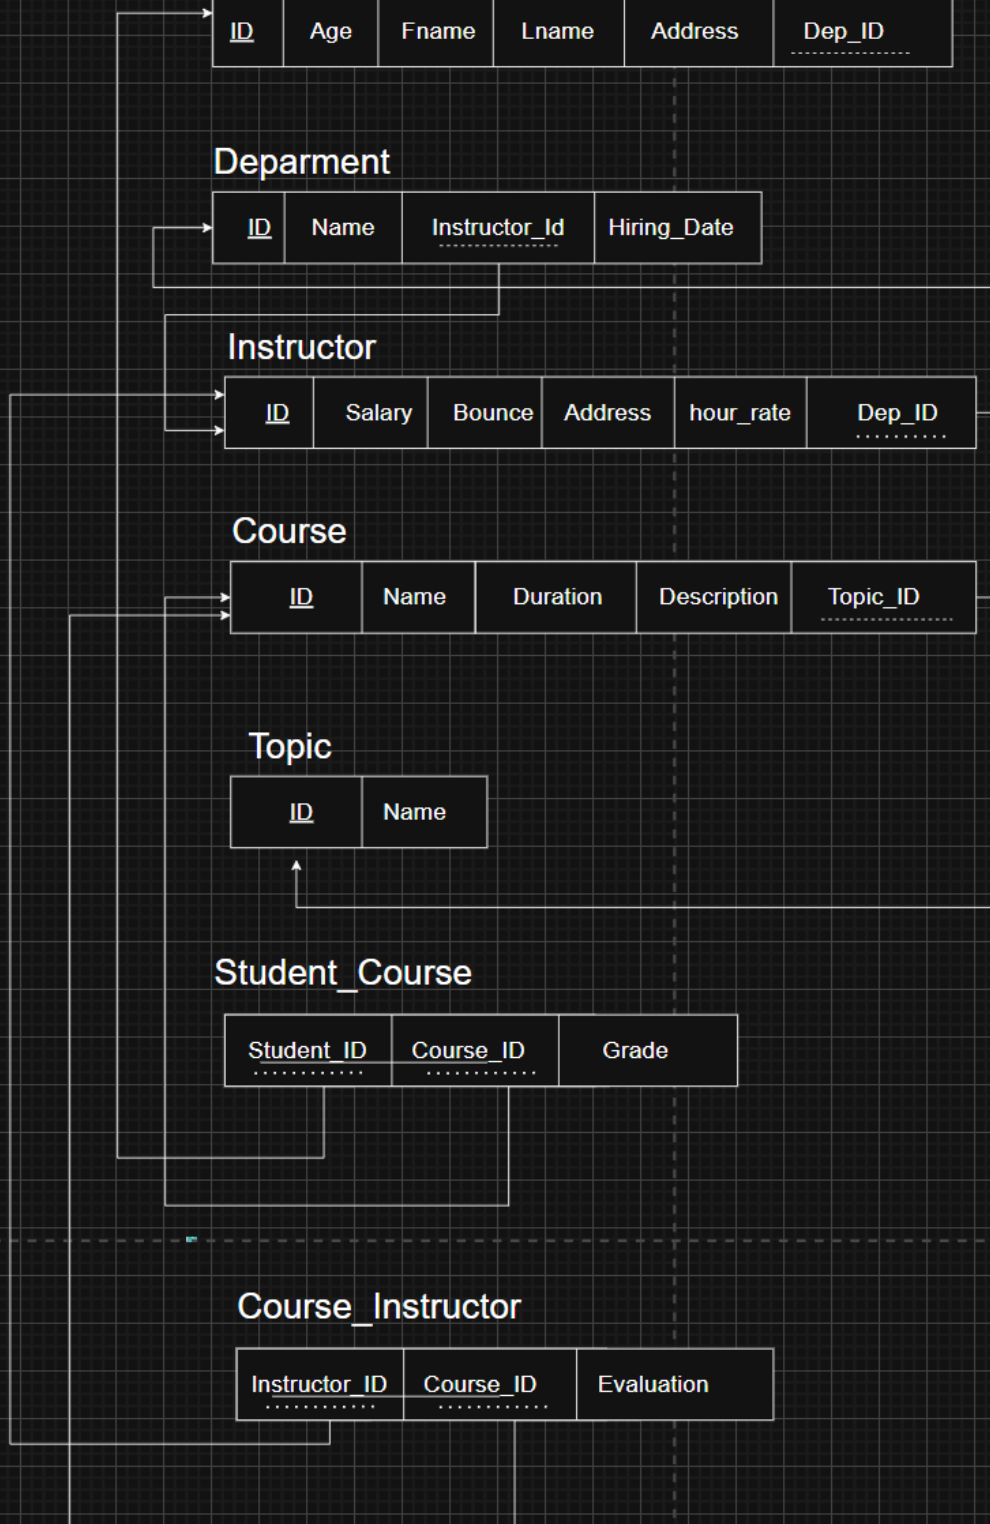 ID Age Fname Lname Address Dep_ID
Deparment
ID Name Instructor_Id Hiring_Date
Instructor
ID Salary Bounce Address hour_rate Dep_ID
Course
ID Name Duration Description Topic_ID
Topic
ID Name
Student_Course
Student_ID Course_ID Grade
Course_Instructor
Instructor_ID Course_ID Evaluation